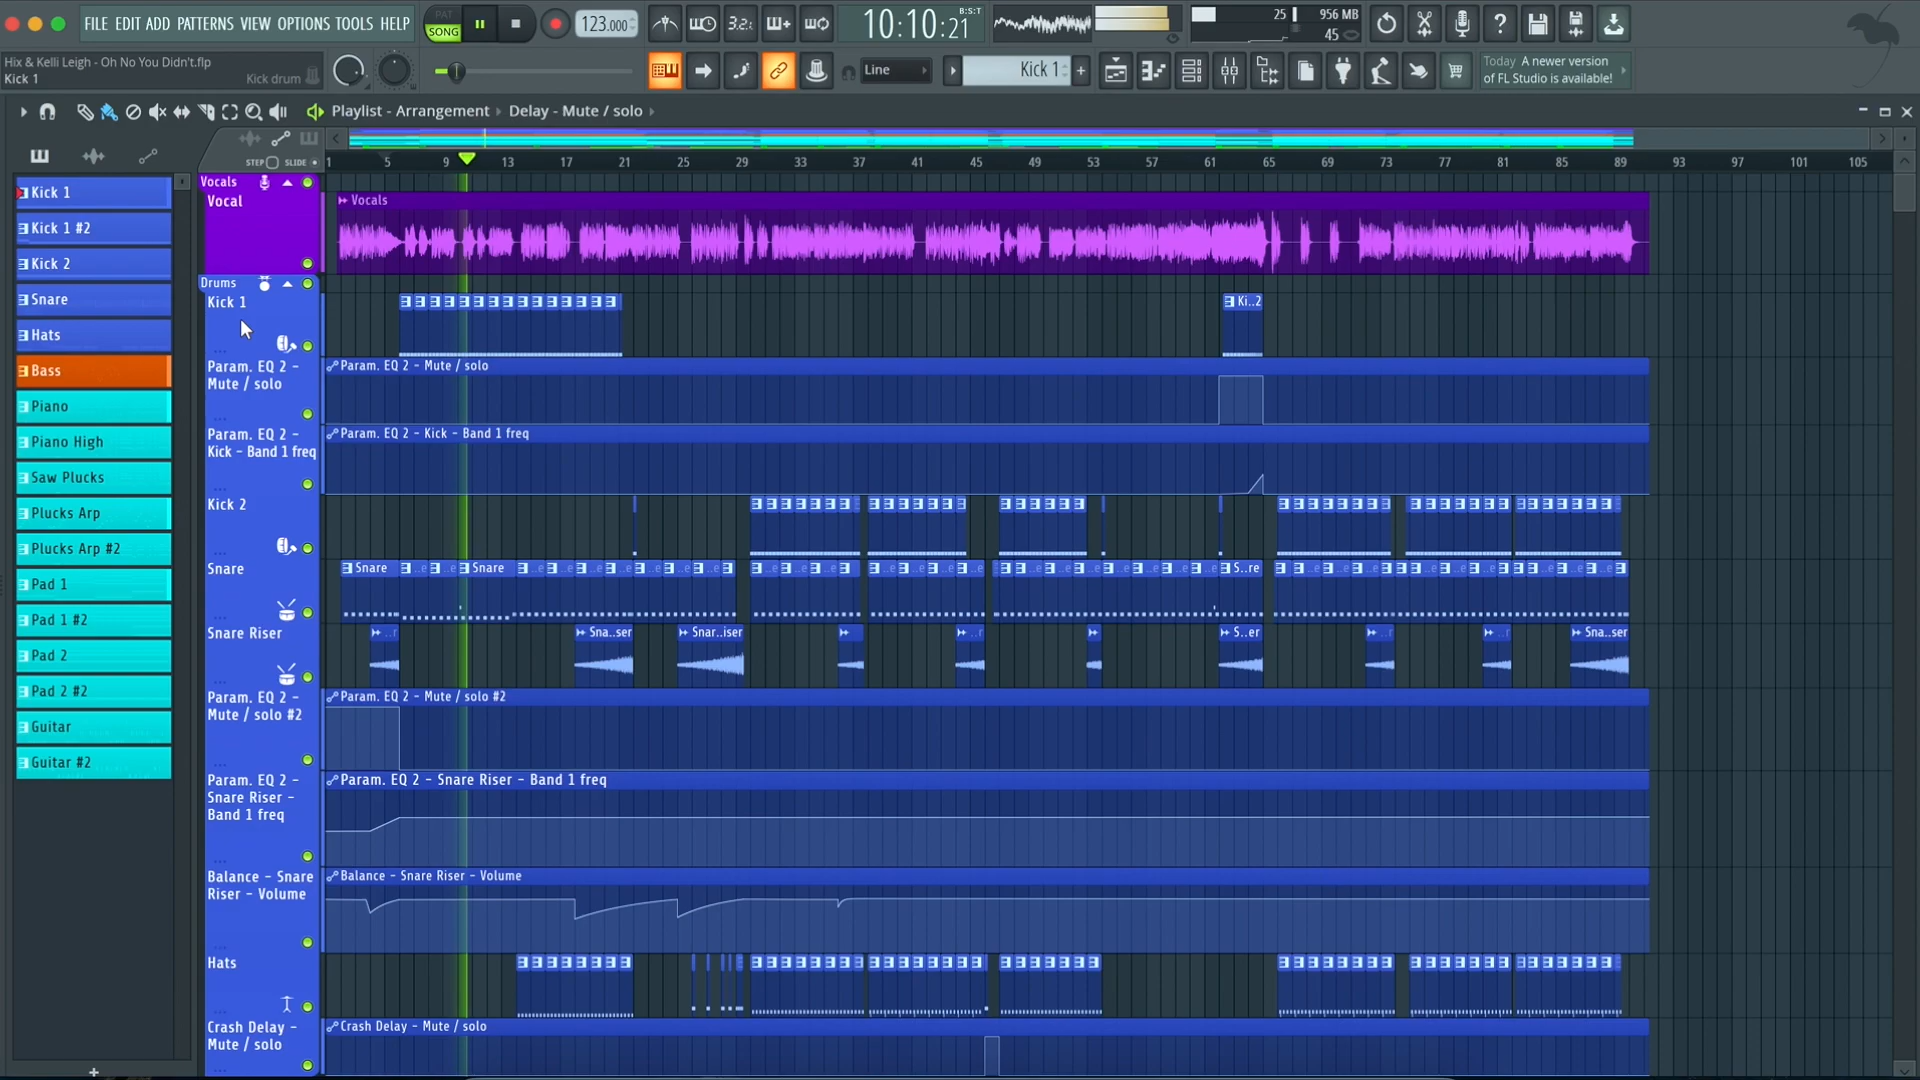 FILE EDIT ADD PATTERNS VIEW OPTIONS TOOLS HELP
PAT
SONG
123.000
3.2.
10:10:21
B:S:T
25
956 MB
45
Hix & Kelli Leigh - Oh No You Didn't.flp
Kick 1
Kick drum
Line
Kick 1
Today A newer version
of FL Studio is available!
Playlist - Arrangement › Delay - Mute / solo ›
STEP SLIDE
1 5 9 13 17 21 25 29 33 37 41 45 49 53 57 61 65 69 73 77 81 85 89 93 97 101 105
Kick 1
Kick 1 #2
Kick 2
Snare
Hats
Bass
Piano
Piano High
Saw Plucks
Plucks Arp
Plucks Arp #2
Pad 1
Pad 1 #2
Pad 2
Pad 2 #2
Guitar
Guitar #2
Vocals
Vocal
Vocals
Drums
Kick 1
Ki..2
Param. EQ 2 -
Mute / solo
Param. EQ 2 - Mute / solo
Param. EQ 2 -
Kick - Band 1 freq
Param. EQ 2 - Kick - Band 1 freq
Kick 2
Snare
Snare ..e ..e Snare ..e ..e ..e ..e ..e ..e ..e ..e ..e ..e ..e ..e ..e ..e ..e ..e ..e ..e ..e ..e S..re ..e ..e ..e ..e ..e ..e
Snare Riser
..r Sna..ser Snar..iser ..r S..er ..r ..r Sna..ser
Param. EQ 2 -
Mute / solo #2
Param. EQ 2 - Mute / solo #2
Param. EQ 2 -
Snare Riser -
Band 1 freq
Param. EQ 2 - Snare Riser - Band 1 freq
Balance - Snare
Riser - Volume
Balance - Snare Riser - Volume
Hats
Crash Delay -
Mute / solo
Crash Delay - Mute / solo